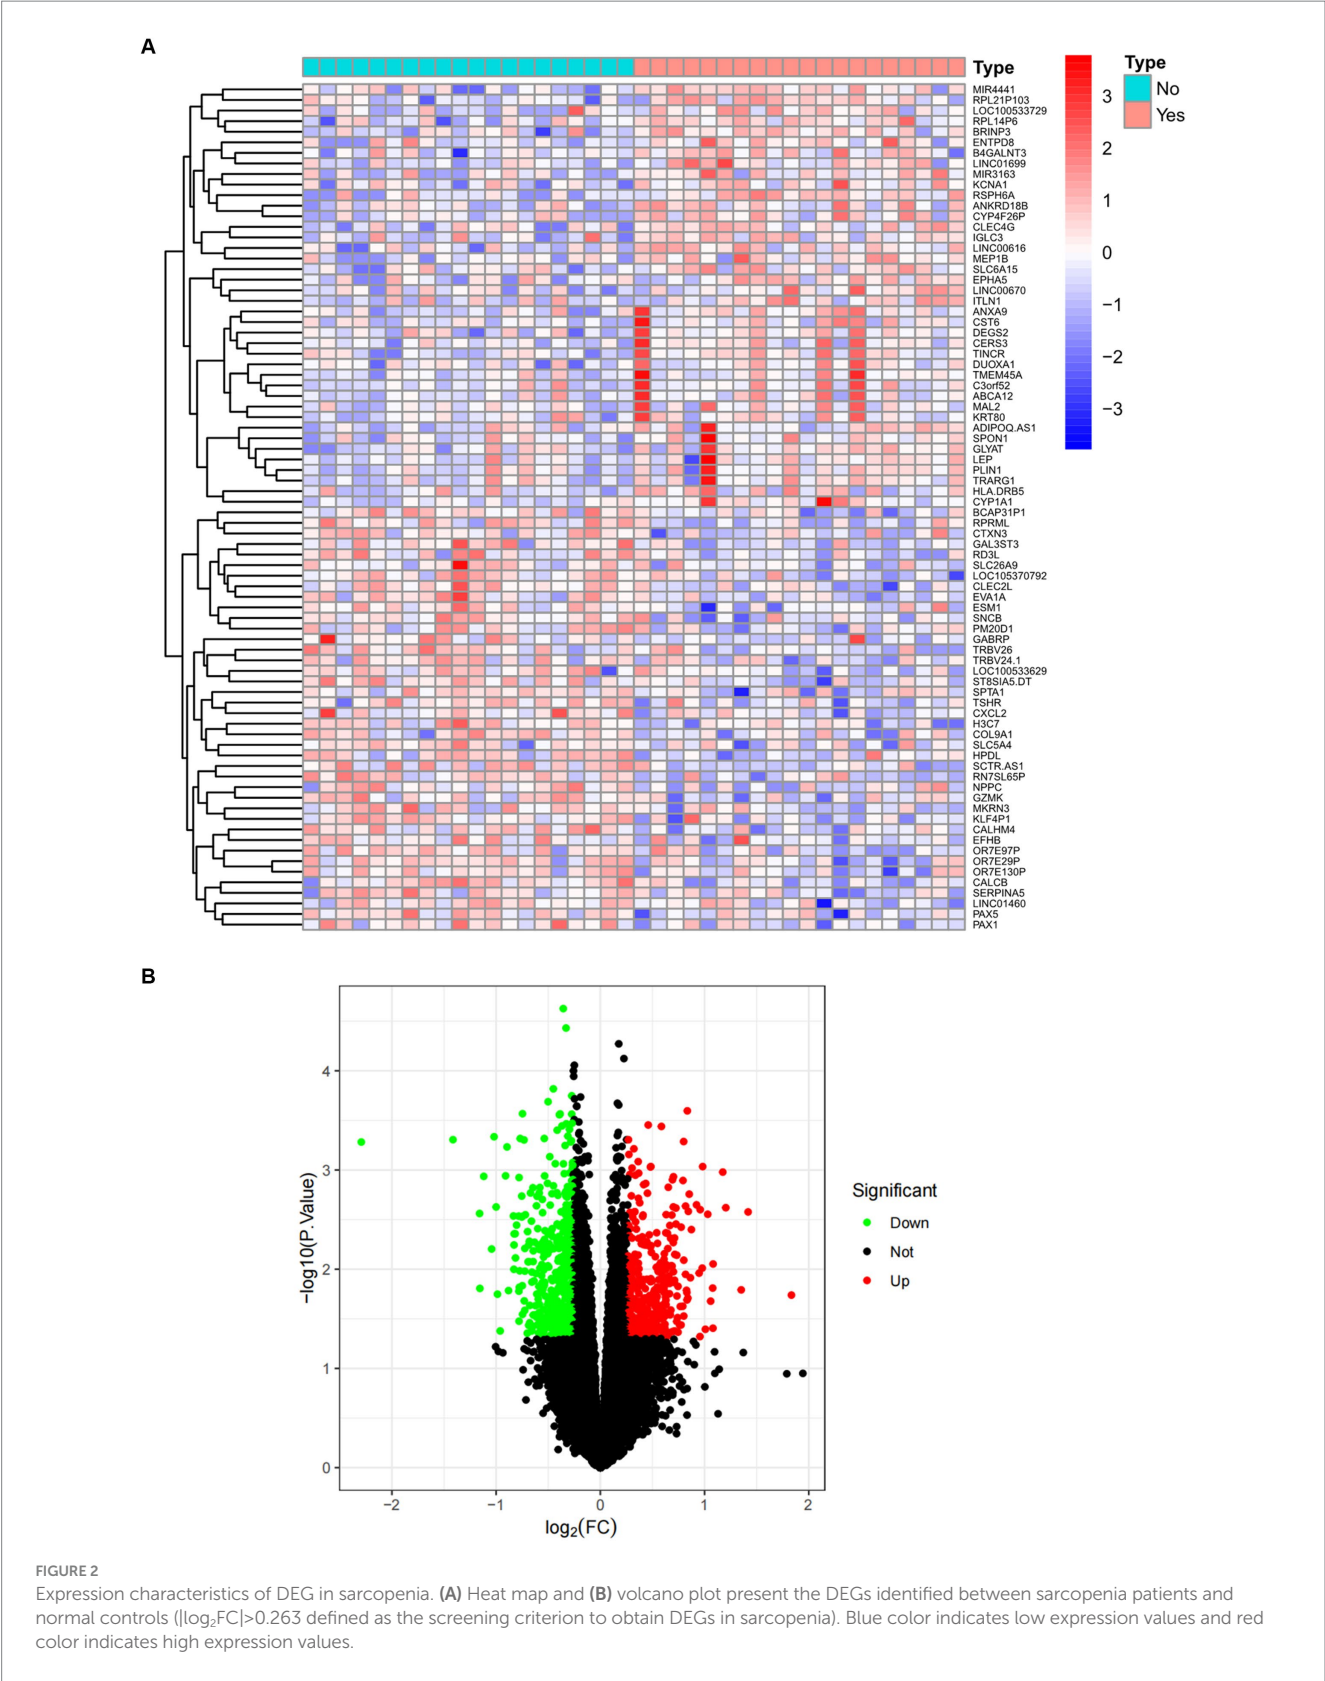 A
Type
MIR4441
RPL21P103
LOC100533729
RPL14P6
BRINP3
ENTPD8
B4GALNT3
LINC01699
MIR3163
KCNA1
RSPH6A
ANKRD18B
CYP4F26P
CLEC4G
IGLC3
LINC00616
MEP1B
SLC6A15
EPHA5
LINC00670
ITLN1
ANXA9
CST6
DEGS2
CERS3
TINCR
DUOXA1
TMEM45A
C3orf52
ABCA12
MAL2
KRT80
ADIPOQ.AS1
SPON1
GLYAT
LEP
PLIN1
TRARG1
HLA.DRB5
CYP1A1
BCAP31P1
RPRML
CTXN3
GAL3ST3
RD3L
SLC26A9
LOC105370792
CLEC2L
EVA1A
ESM1
SNCB
PM20D1
GABRP
TRBV26
TRBV24.1
LOC100533629
ST8SIA5.DT
SPTA1
TSHR
CXCL2
H3C7
COL9A1
SLC5A4
HPDL
SCTR.AS1
RN7SL65P
NPPC
GZMK
MKRN3
KLF4P1
CALHM4
EFHB
OR7E97P
OR7E29P
OR7E130P
CALCB
SERPINA5
LINC01460
PAX5
PAX1
3
2
1
0
−1
−2
−3
Type
No
Yes
B
−log10(P.Value)
4
3
2
1
0
−2
−1
0
1
2
log2(FC)
Significant
Down
Not
Up
FIGURE 2
Expression characteristics of DEG in sarcopenia. (A) Heat map and (B) volcano plot present the DEGs identified between sarcopenia patients and
normal controls (|log2FC|>0.263 defined as the screening criterion to obtain DEGs in sarcopenia). Blue color indicates low expression values and red
color indicates high expression values.